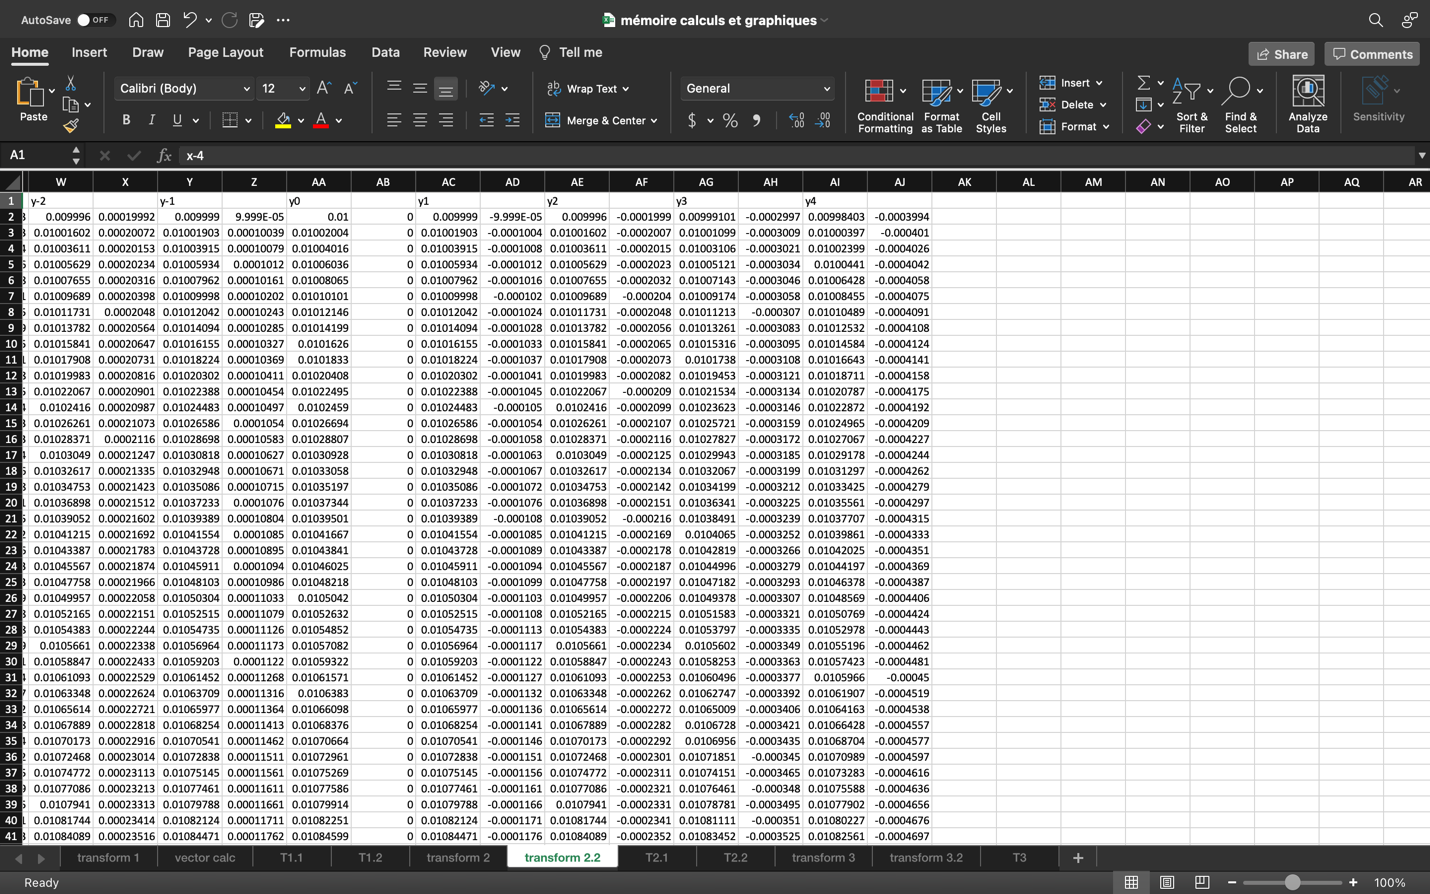 AutoSave OFF
mémoire calculs et graphiques
Home Insert Draw Page Layout Formulas Data Review View Tell me Share Comments
Paste Calibri (Body) 12 Wrap Text Merge & Center General Conditional Formatting Format as Table Cell Styles Insert Delete Format Sort & Filter Find & Select Analyze Data Sensitivity
A1 fx x-4
W X Y Z AA AB AC AD AE AF AG AH AI AJ AK AL AM AN AO AP AQ AR
1 y-2 y-1 y0 y1 y2 y3 y4
2 0.009996 0.00019992 0.009999 9.999E-05 0.01 0 0.009999 -9.999E-05 0.009996 -0.0001999 0.00999101 -0.0002997 0.00998403 -0.0003994
3 0.01001602 0.00020072 0.01001903 0.00010039 0.01002004 0 0.01001903 -0.0001004 0.01001602 -0.0002007 0.01001099 -0.0003009 0.01000397 -0.000401
4 0.01003611 0.00020153 0.01003915 0.00010079 0.01004016 0 0.01003915 -0.0001008 0.01003611 -0.0002015 0.01003106 -0.0003021 0.01002399 -0.0004026
5 0.01005629 0.00020234 0.01005934 0.0001012 0.01006036 0 0.01005934 -0.0001012 0.01005629 -0.0002023 0.01005121 -0.0003034 0.0100441 -0.0004042
6 0.01007655 0.00020316 0.01007962 0.00010161 0.01008065 0 0.01007962 -0.0001016 0.01007655 -0.0002032 0.01007143 -0.0003046 0.01006428 -0.0004058
7 0.01009689 0.00020398 0.01009998 0.00010202 0.01010101 0 0.01009998 -0.000102 0.01009689 -0.000204 0.01009174 -0.0003058 0.01008455 -0.0004075
8 0.01011731 0.0002048 0.01012042 0.00010243 0.01012146 0 0.01012042 -0.0001024 0.01011731 -0.0002048 0.01011213 -0.000307 0.01010489 -0.0004091
9 0.01013782 0.00020564 0.01014094 0.00010285 0.01014199 0 0.01014094 -0.0001028 0.01013782 -0.0002056 0.01013261 -0.0003083 0.01012532 -0.0004108
10 0.01015841 0.00020647 0.01016155 0.00010327 0.0101626 0 0.01016155 -0.0001033 0.01015841 -0.0002065 0.01015316 -0.0003095 0.01014584 -0.0004124
11 0.01017908 0.00020731 0.01018224 0.00010369 0.0101833 0 0.01018224 -0.0001037 0.01017908 -0.0002073 0.0101738 -0.0003108 0.01016643 -0.0004141
12 0.01019983 0.00020816 0.01020302 0.00010411 0.01020408 0 0.01020302 -0.0001041 0.01019983 -0.0002082 0.01019453 -0.0003121 0.01018711 -0.0004158
13 0.01022067 0.00020901 0.01022388 0.00010454 0.01022495 0 0.01022388 -0.0001045 0.01022067 -0.000209 0.01021534 -0.0003134 0.01020787 -0.0004175
14 0.0102416 0.00020987 0.01024483 0.00010497 0.0102459 0 0.01024483 -0.000105 0.0102416 -0.0002099 0.01023623 -0.0003146 0.01022872 -0.0004192
15 0.01026261 0.00021073 0.01026586 0.0001054 0.01026694 0 0.01026586 -0.0001054 0.01026261 -0.0002107 0.01025721 -0.0003159 0.01024965 -0.0004209
16 0.01028371 0.0002116 0.01028698 0.00010583 0.01028807 0 0.01028698 -0.0001058 0.01028371 -0.0002116 0.01027827 -0.0003172 0.01027067 -0.0004227
17 0.0103049 0.00021247 0.01030818 0.00010627 0.01030928 0 0.01030818 -0.0001063 0.0103049 -0.0002125 0.01029943 -0.0003185 0.01029178 -0.0004244
18 0.01032617 0.00021335 0.01032948 0.00010671 0.01033058 0 0.01032948 -0.0001067 0.01032617 -0.0002134 0.01032067 -0.0003199 0.01031297 -0.0004262
19 0.01034753 0.00021423 0.01035086 0.00010715 0.01035197 0 0.01035086 -0.0001072 0.01034753 -0.0002142 0.01034199 -0.0003212 0.01033425 -0.0004279
20 0.01036898 0.00021512 0.01037233 0.0001076 0.01037344 0 0.01037233 -0.0001076 0.01036898 -0.0002151 0.01036341 -0.0003225 0.01035561 -0.0004297
21 0.01039052 0.00021602 0.01039389 0.00010804 0.01039501 0 0.01039389 -0.000108 0.01039052 -0.000216 0.01038491 -0.0003239 0.01037707 -0.0004315
22 0.01041215 0.00021692 0.01041554 0.0001085 0.01041667 0 0.01041554 -0.0001085 0.01041215 -0.0002169 0.0104065 -0.0003252 0.01039861 -0.0004333
23 0.01043387 0.00021783 0.01043728 0.00010895 0.01043841 0 0.01043728 -0.0001089 0.01043387 -0.0002178 0.01042819 -0.0003266 0.01042025 -0.0004351
24 0.01045567 0.00021874 0.01045911 0.0001094 0.01046025 0 0.01045911 -0.0001094 0.01045567 -0.0002187 0.01044996 -0.0003279 0.01044197 -0.0004369
25 0.01047758 0.00021966 0.01048103 0.00010986 0.01048218 0 0.01048103 -0.0001099 0.01047758 -0.0002197 0.01047182 -0.0003293 0.01046378 -0.0004387
26 0.01049957 0.00022058 0.01050304 0.00011033 0.0105042 0 0.01050304 -0.0001103 0.01049957 -0.0002206 0.01049378 -0.0003307 0.01048569 -0.0004406
27 0.01052165 0.00022151 0.01052515 0.00011079 0.01052632 0 0.01052515 -0.0001108 0.01052165 -0.0002215 0.01051583 -0.0003321 0.01050769 -0.0004424
28 0.01054383 0.00022244 0.01054735 0.00011126 0.01054852 0 0.01054735 -0.0001113 0.01054383 -0.0002224 0.01053797 -0.0003335 0.01052978 -0.0004443
29 0.0105661 0.00022338 0.01056964 0.00011173 0.01057082 0 0.01056964 -0.0001117 0.0105661 -0.0002234 0.0105602 -0.0003349 0.01055196 -0.0004462
30 0.01058847 0.00022433 0.01059203 0.0001122 0.01059322 0 0.01059203 -0.0001122 0.01058847 -0.0002243 0.01058253 -0.0003363 0.01057423 -0.0004481
31 0.01061093 0.00022529 0.01061452 0.00011268 0.01061571 0 0.01061452 -0.0001127 0.01061093 -0.0002253 0.01060496 -0.0003377 0.0105966 -0.00045
32 0.01063348 0.00022624 0.01063709 0.00011316 0.0106383 0 0.01063709 -0.0001132 0.01063348 -0.0002262 0.01062747 -0.0003392 0.01061907 -0.0004519
33 0.01065614 0.00022721 0.01065977 0.00011364 0.01066098 0 0.01065977 -0.0001136 0.01065614 -0.0002272 0.01065009 -0.0003406 0.01064163 -0.0004538
34 0.01067889 0.00022818 0.01068254 0.00011413 0.01068376 0 0.01068254 -0.0001141 0.01067889 -0.0002282 0.0106728 -0.0003421 0.01066428 -0.0004557
35 0.01070173 0.00022916 0.01070541 0.00011462 0.01070664 0 0.01070541 -0.0001146 0.01070173 -0.0002292 0.0106956 -0.0003435 0.01068704 -0.0004577
36 0.01072468 0.00023014 0.01072838 0.00011511 0.01072961 0 0.01072838 -0.0001151 0.01072468 -0.0002301 0.01071851 -0.000345 0.01070989 -0.0004597
37 0.01074772 0.00023113 0.01075145 0.00011561 0.01075269 0 0.01075145 -0.0001156 0.01074772 -0.0002311 0.01074151 -0.0003465 0.01073283 -0.0004616
38 0.01077086 0.00023213 0.01077461 0.00011611 0.01077586 0 0.01077461 -0.0001161 0.01077086 -0.0002321 0.01076461 -0.000348 0.01075588 -0.0004636
39 0.0107941 0.00023313 0.01079788 0.00011661 0.01079914 0 0.01079788 -0.0001166 0.0107941 -0.0002331 0.01078781 -0.0003495 0.01077902 -0.0004656
40 0.01081744 0.00023414 0.01082124 0.00011711 0.01082251 0 0.01082124 -0.0001171 0.01081744 -0.0002341 0.01081111 -0.000351 0.01080227 -0.0004676
41 0.01084089 0.00023516 0.01084471 0.00011762 0.01084599 0 0.01084471 -0.0001176 0.01084089 -0.0002352 0.01083452 -0.0003525 0.01082561 -0.0004697
transform 1 vector calc T1.1 T1.2 transform 2 transform 2.2 T2.1 T2.2 transform 3 transform 3.2 T3 +
Ready 100%